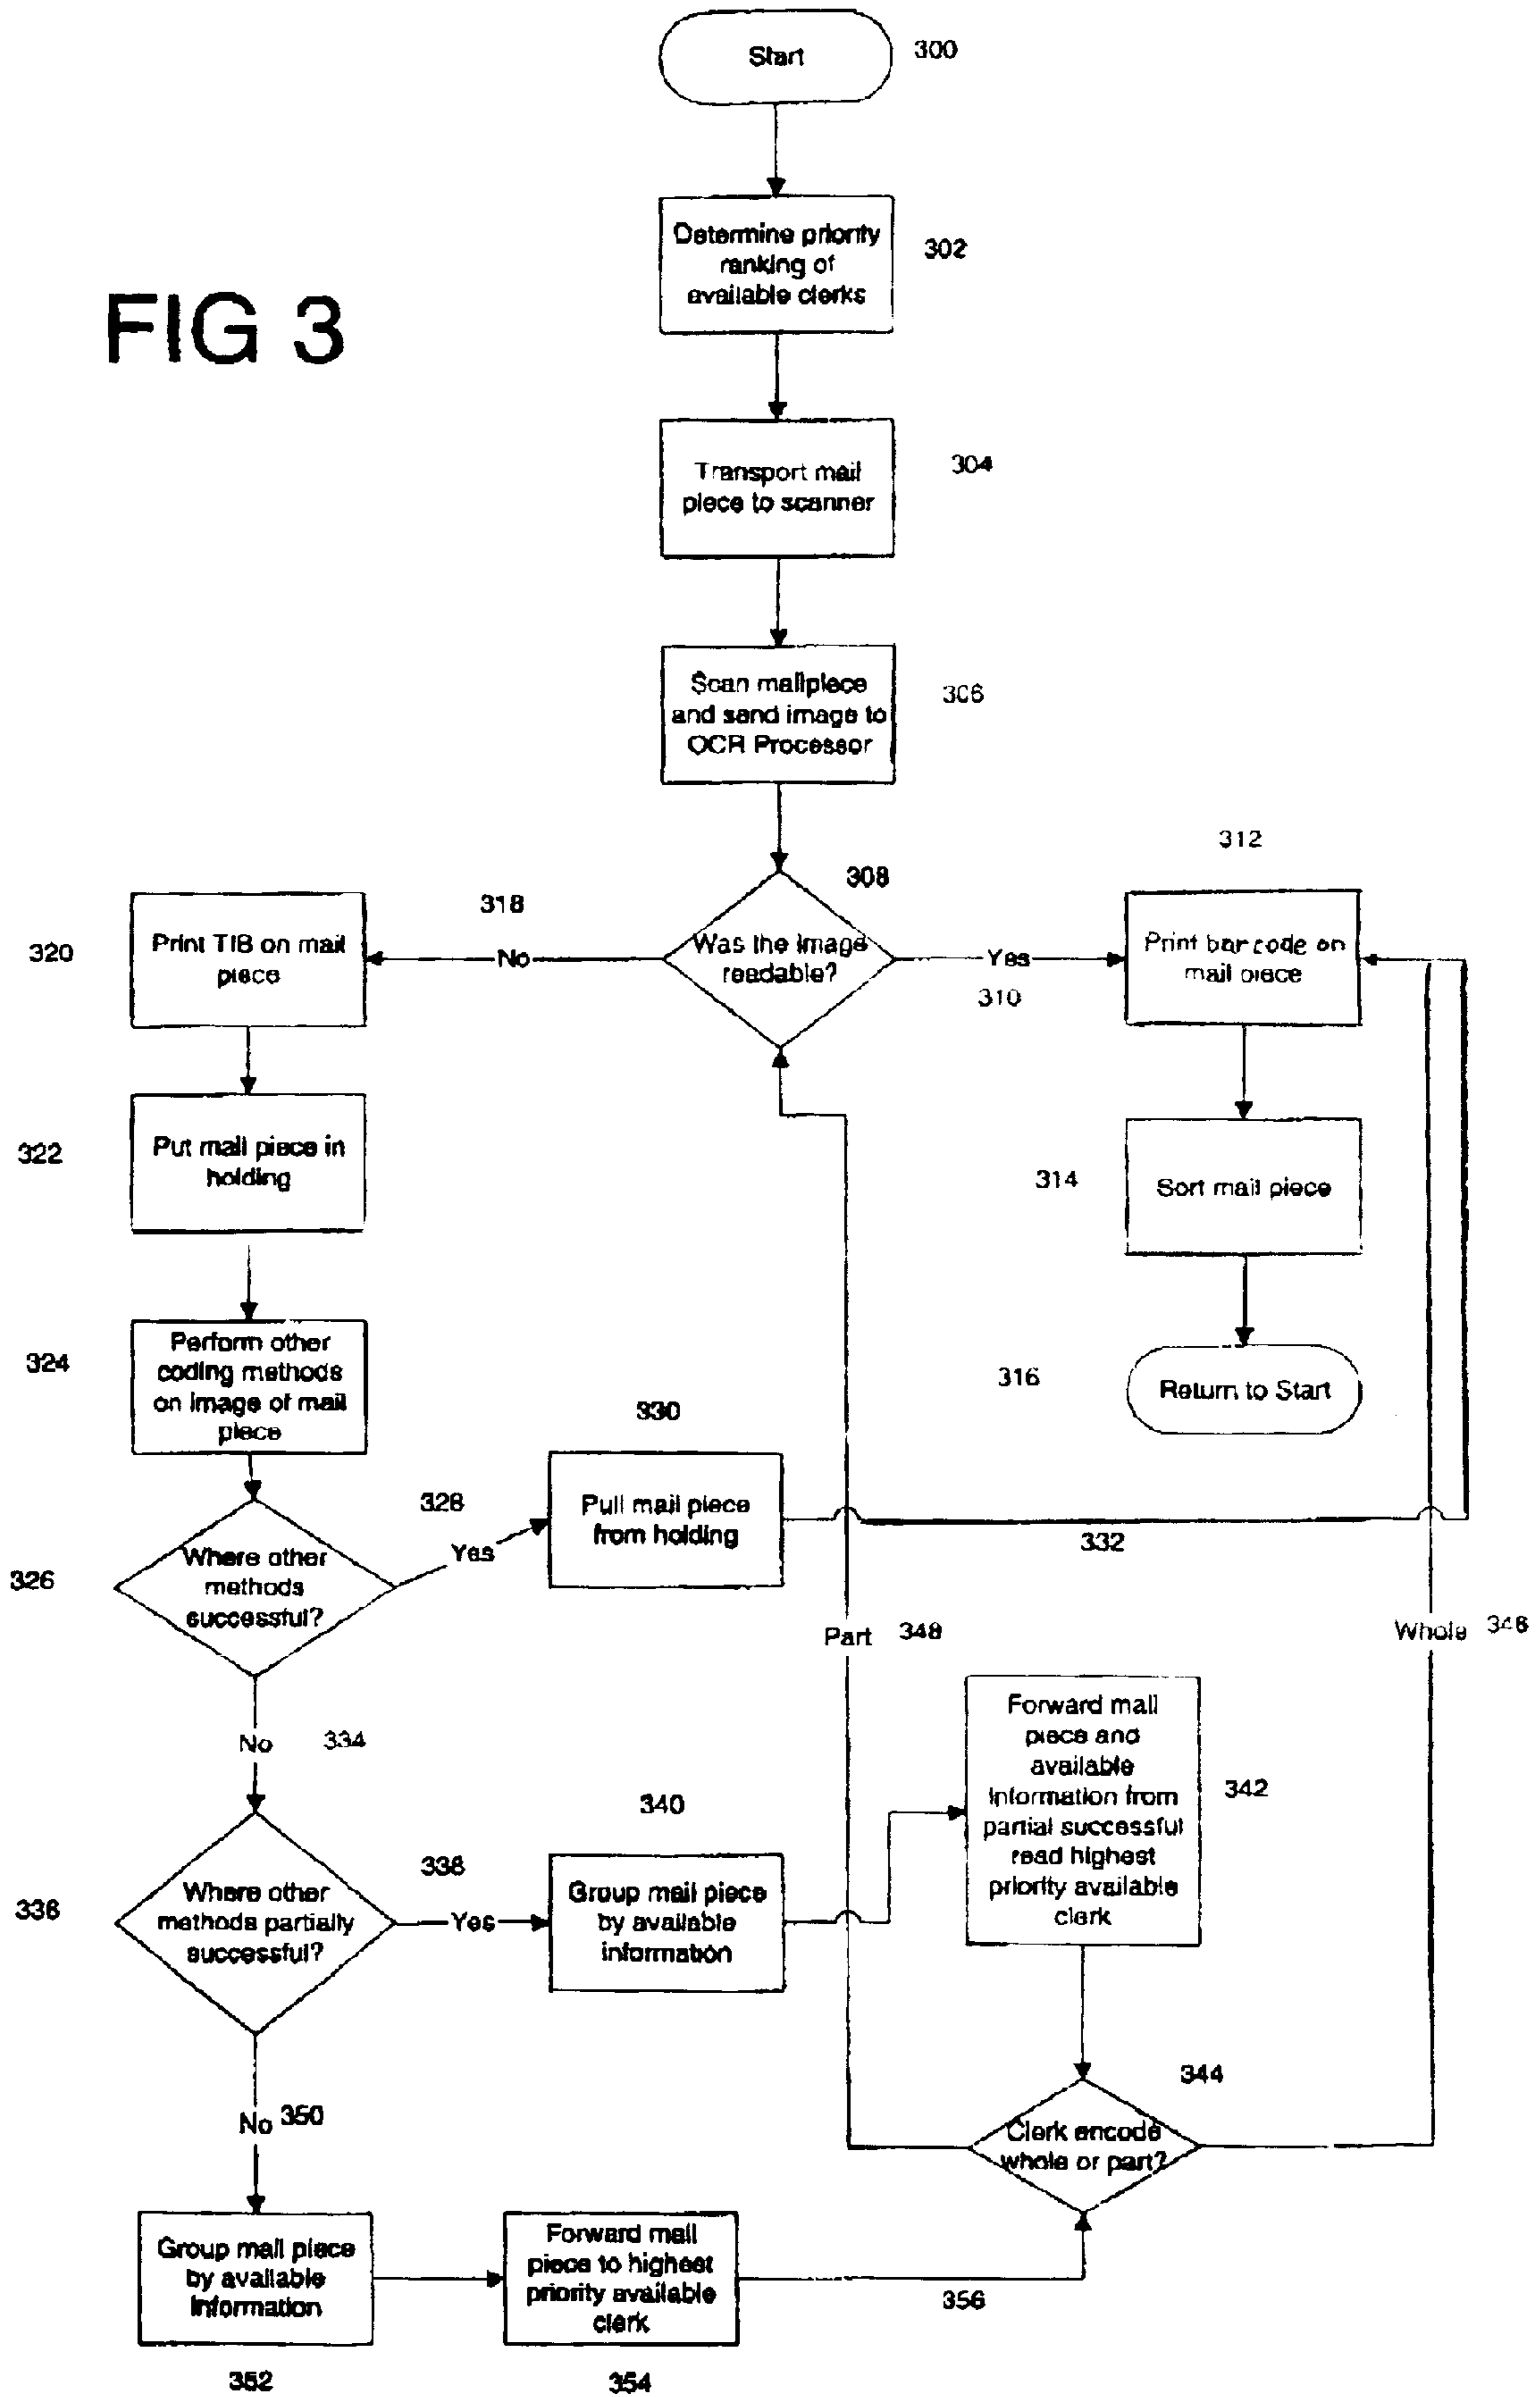 FIG 3
Start
300
Determine priority
ranking of
available clerks
302
Transport mail
piece to scanner
304
Scan mailpiece
and send image to
OCR Processor
306
308
Was the image
readable?
318
No
Yes
310
312
Print bar code on
mail piece
320
Print TIB on mail
piece
322
Put mail piece in
holding
314
Sort mail piece
316
Return to Start
324
Perform other
coding methods
on image of mail
piece
326
Where other
methods
successful?
328
Yes
330
Pull mail piece
from holding
332
Part 348
Whole 346
No 334
336
Where other
methods partially
successful?
338
Yes
340
Group mail piece
by available
information
Forward mail
piece and
available
information from
partial successful
read highest
priority available
clerk
342
344
Clerk encode
whole or part?
No 350
Group mail piece
by available
information
352
Forward mail
piece to highest
priority available
clerk
354
356